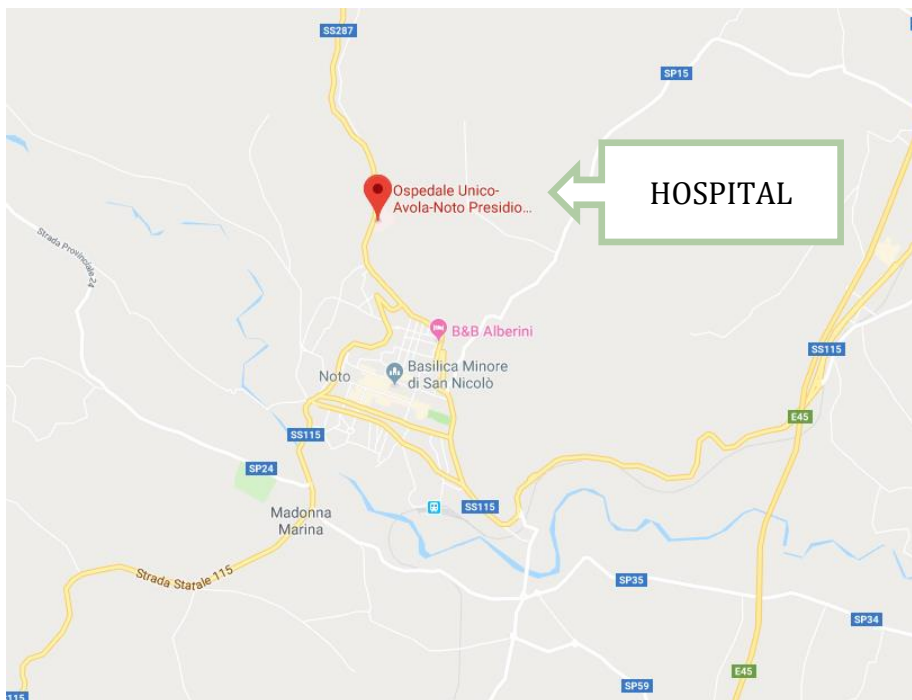 SS287
SP15
Ospedale Unico-
Avola-Noto Presidio...
HOSPITAL
Strada Provinciale 24
B&B Alberini
Basilica Minore
di San Nicolò
Noto
SS115
E45
SS115
SP24
SS115
Madonna
Marina
Strada Statale 115
SP35
SP34
E45
SP59
115